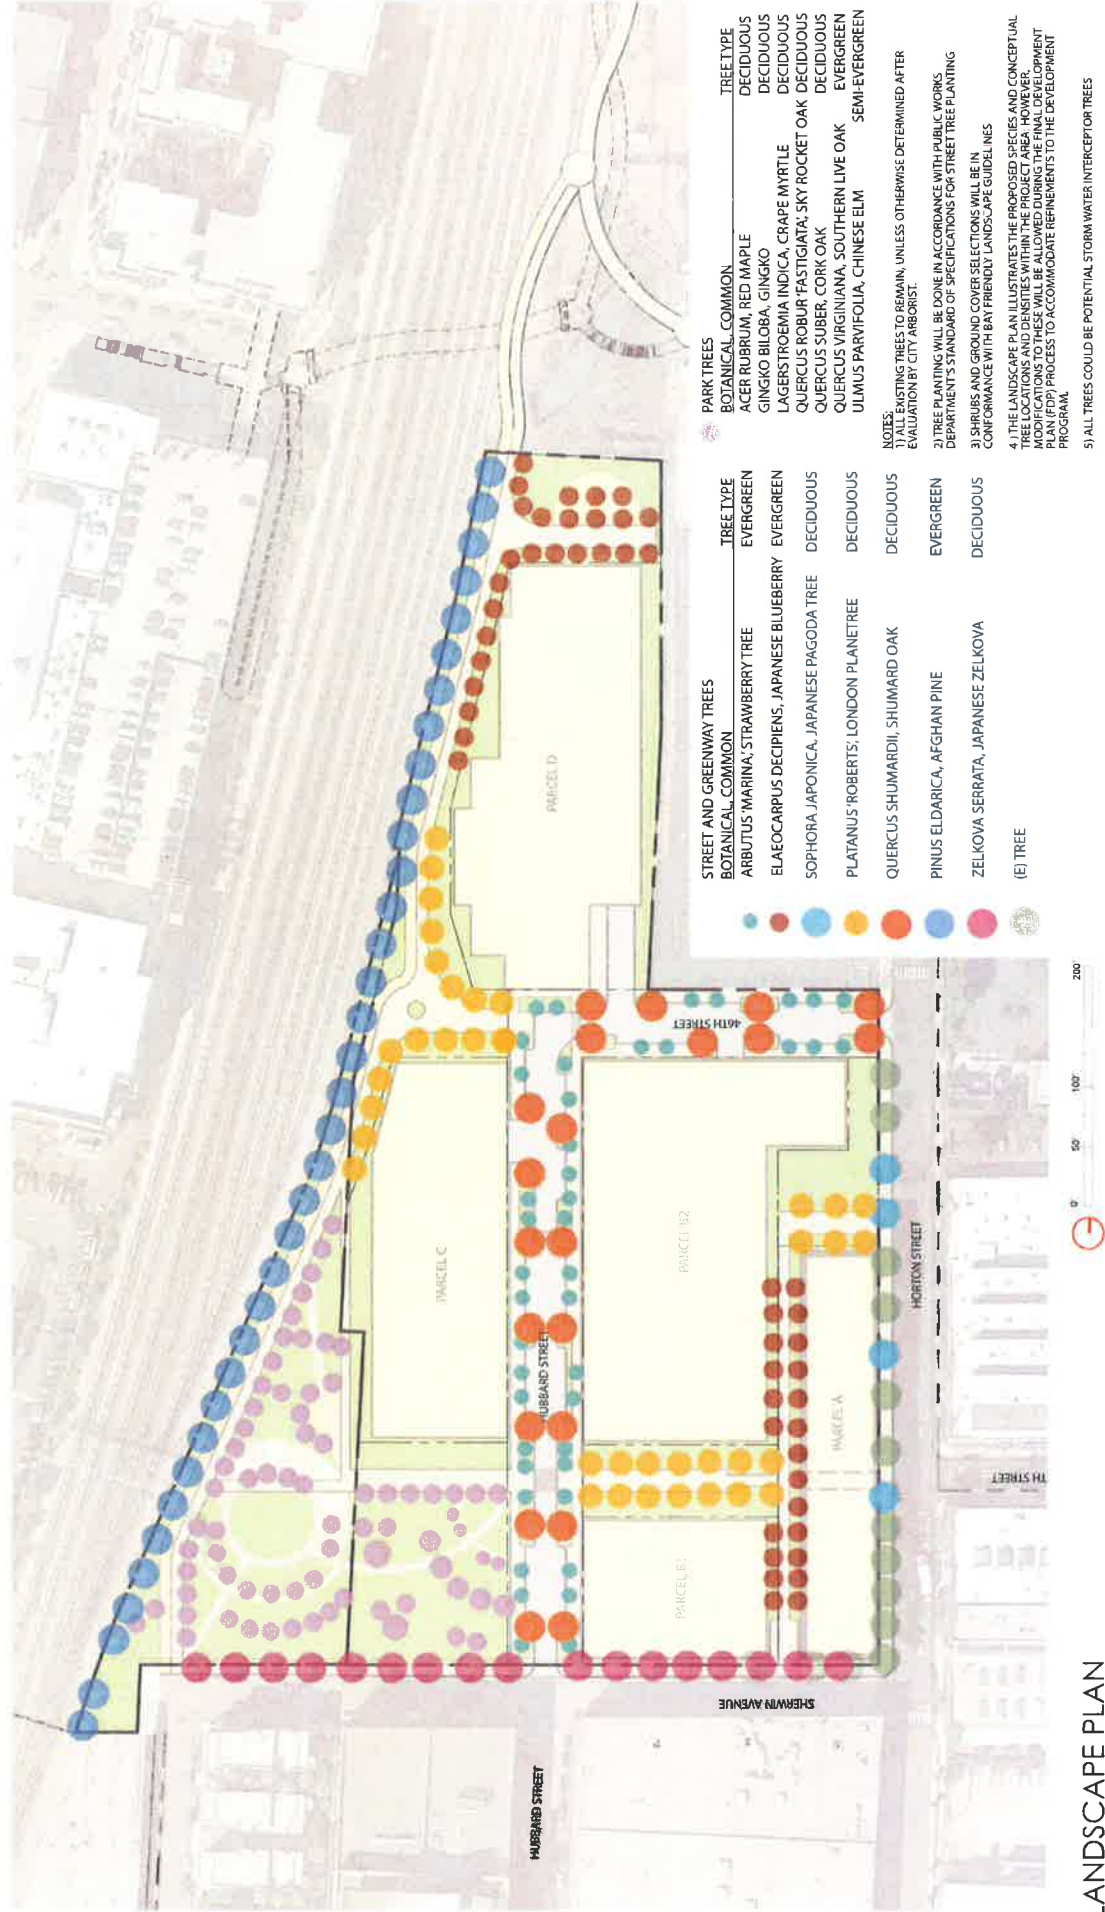 PARK TREES
BOTANICAL, COMMON TREE TYPE
ACER RUBRUM, RED MAPLE DECIDUOUS
GINGKO BILOBA, GINGKO DECIDUOUS
LAGERSTROEMIA INDICA, CRAPE MYRTLE DECIDUOUS
QUERCUS ROBUR 'FASTIGIATA', SKY ROCKET OAK DECIDUOUS
QUERCUS SUBER, CORK OAK DECIDUOUS
QUERCUS VIRGINIANA, SOUTHERN LIVE OAK EVERGREEN
ULMUS PARVIFOLIA, CHINESE ELM SEMI-EVERGREEN
NOTES:
1) ALL EXISTING TREES TO REMAIN, UNLESS OTHERWISE DETERMINED AFTER
EVALUATION BY CITY ARBORIST.
2) TREE PLANTING WILL BE DONE IN ACCORDANCE WITH PUBLIC WORKS
DEPARTMENT'S STANDARD OF SPECIFICATIONS FOR STREET TREE PLANTING
3) SHRUBS AND GROUND COVER SELECTIONS WILL BE IN
CONFORMANCE WITH BAY FRIENDLY LANDSCAPE GUIDELINES
4) THE LANDSCAPE PLAN ILLUSTRATES THE PROPOSED SPECIES AND CONCEPTUAL
TREE LOCATIONS AND DENSITIES WITHIN THE PROJECT AREA. HOWEVER,
MODIFICATIONS TO THESE WILL BE ALLOWED DURING THE FINAL DEVELOPMENT
PLAN (FDP) PROCESS TO ACCOMMODATE REFINEMENTS TO THE DEVELOPMENT
PROGRAM.
5) ALL TREES COULD BE POTENTIAL STORM WATER INTERCEPTOR TREES
STREET AND GREENWAY TREES
BOTANICAL, COMMON TREE TYPE
ARBUTUS 'MARINA', STRAWBERRY TREE EVERGREEN
ELAEOCARPUS DECIPIENS, JAPANESE BLUEBERRY EVERGREEN
SOPHORA JAPONICA, JAPANESE PAGODA TREE DECIDUOUS
PLATANUS 'ROBERTS', LONDON PLANETREE DECIDUOUS
QUERCUS SHUMARDII, SHUMARD OAK DECIDUOUS
PINUS ELDARICA, AFGHAN PINE EVERGREEN
ZELKOVA SERRATA, JAPANESE ZELKOVA DECIDUOUS
(E) TREE
PARCEL D
46TH STREET
PARCEL C
PARCEL B2
HUBBARD STREET
HORTON STREET
PARCEL A
TH STREET
PARCEL B1
SHERWIN AVENUE
HUBBARD STREET
0' 50' 100' 200'
LANDSCAPE PLAN